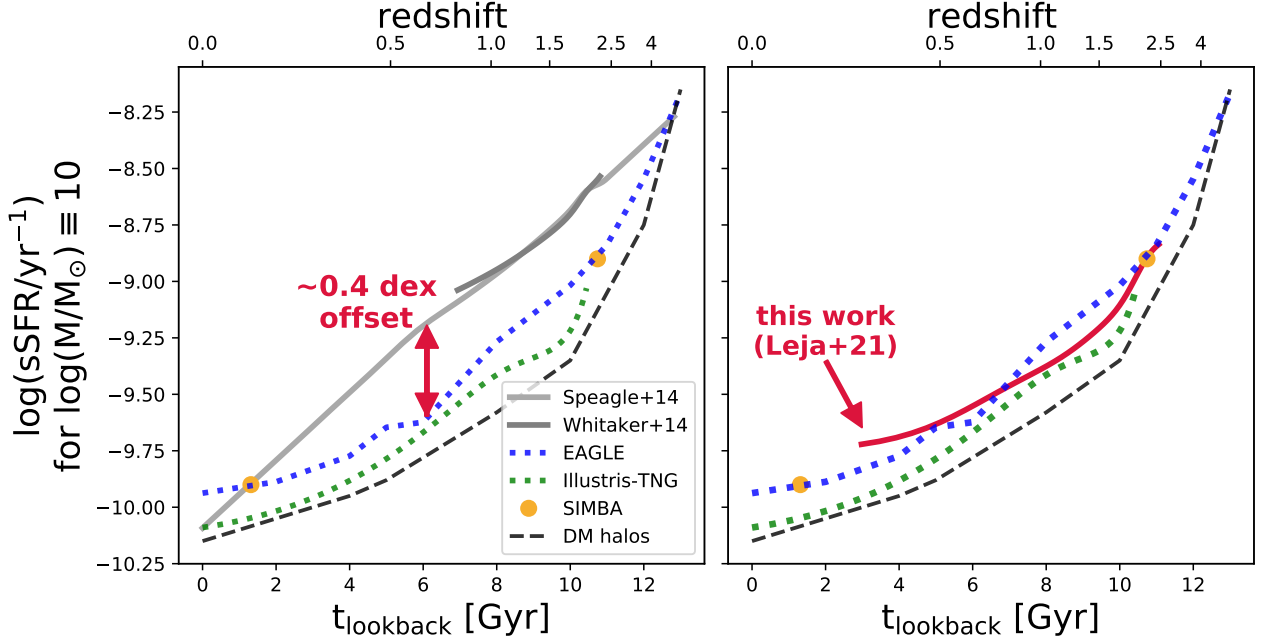 redshift
redshift
0.0 0.5 1.0 1.5 2.5 4
0.0 0.5 1.0 1.5 2.5 4
−8.25
−8.50
−8.75
−9.00
−9.25
−9.50
−9.75
−10.00
−10.25
log(sSFR/yr⁻¹)
for log(M/M☉) ≡ 10
~0.4 dex
offset
Speagle+14
Whitaker+14
EAGLE
Illustris-TNG
SIMBA
DM halos
this work
(Leja+21)
0 2 4 6 8 10 12
0 2 4 6 8 10 12
t_lookback [Gyr]
t_lookback [Gyr]